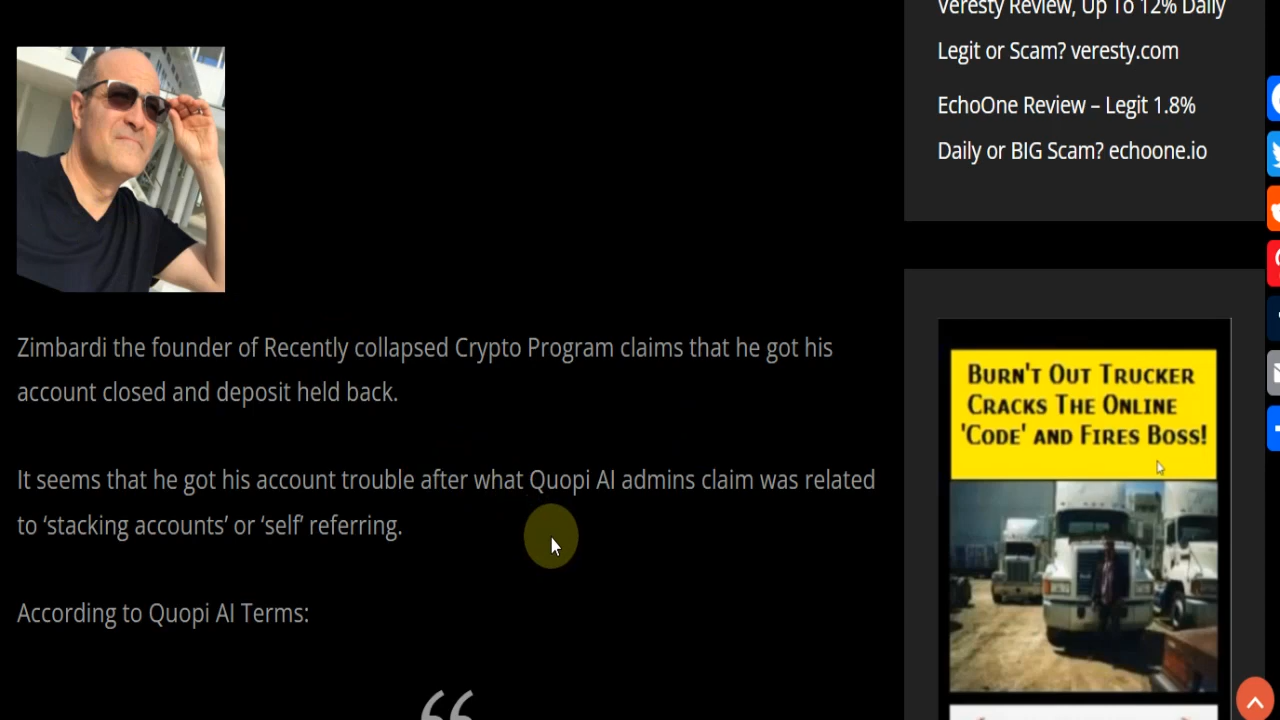 Veresty Review, Up To 12% Daily
Legit or Scam? veresty.com
EchoOne Review – Legit 1.8%
Daily or BIG Scam? echoone.io
Zimbardi the founder of Recently collapsed Crypto Program claims that he got his
account closed and deposit held back.
It seems that he got his account trouble after what Quopi AI admins claim was related
to ‘stacking accounts’ or ‘self’ referring.
According to Quopi AI Terms:
“
BURN'T OUT TRUCKER
CRACKS THE ONLINE
'CODE' AND FIRES BOSS!